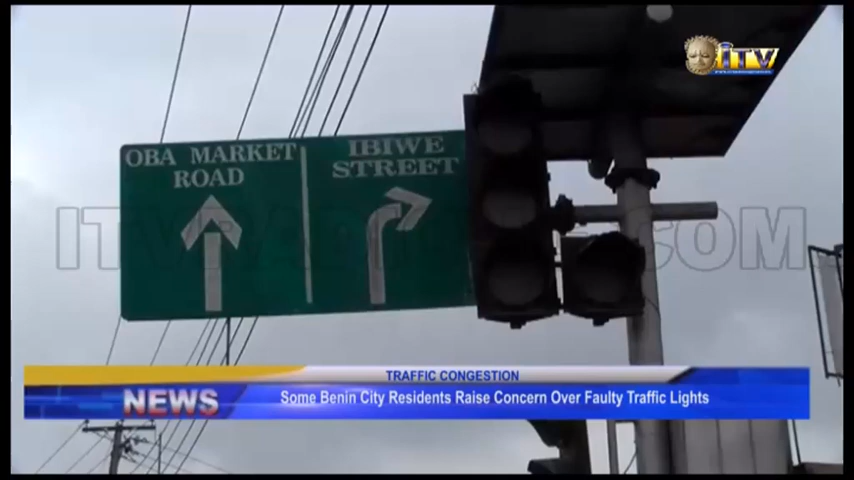 iTV
OBA MARKET
ROAD
IBIWE
STREET
TRAFFIC CONGESTION
NEWS
Some Benin City Residents Raise Concern Over Faulty Traffic Lights